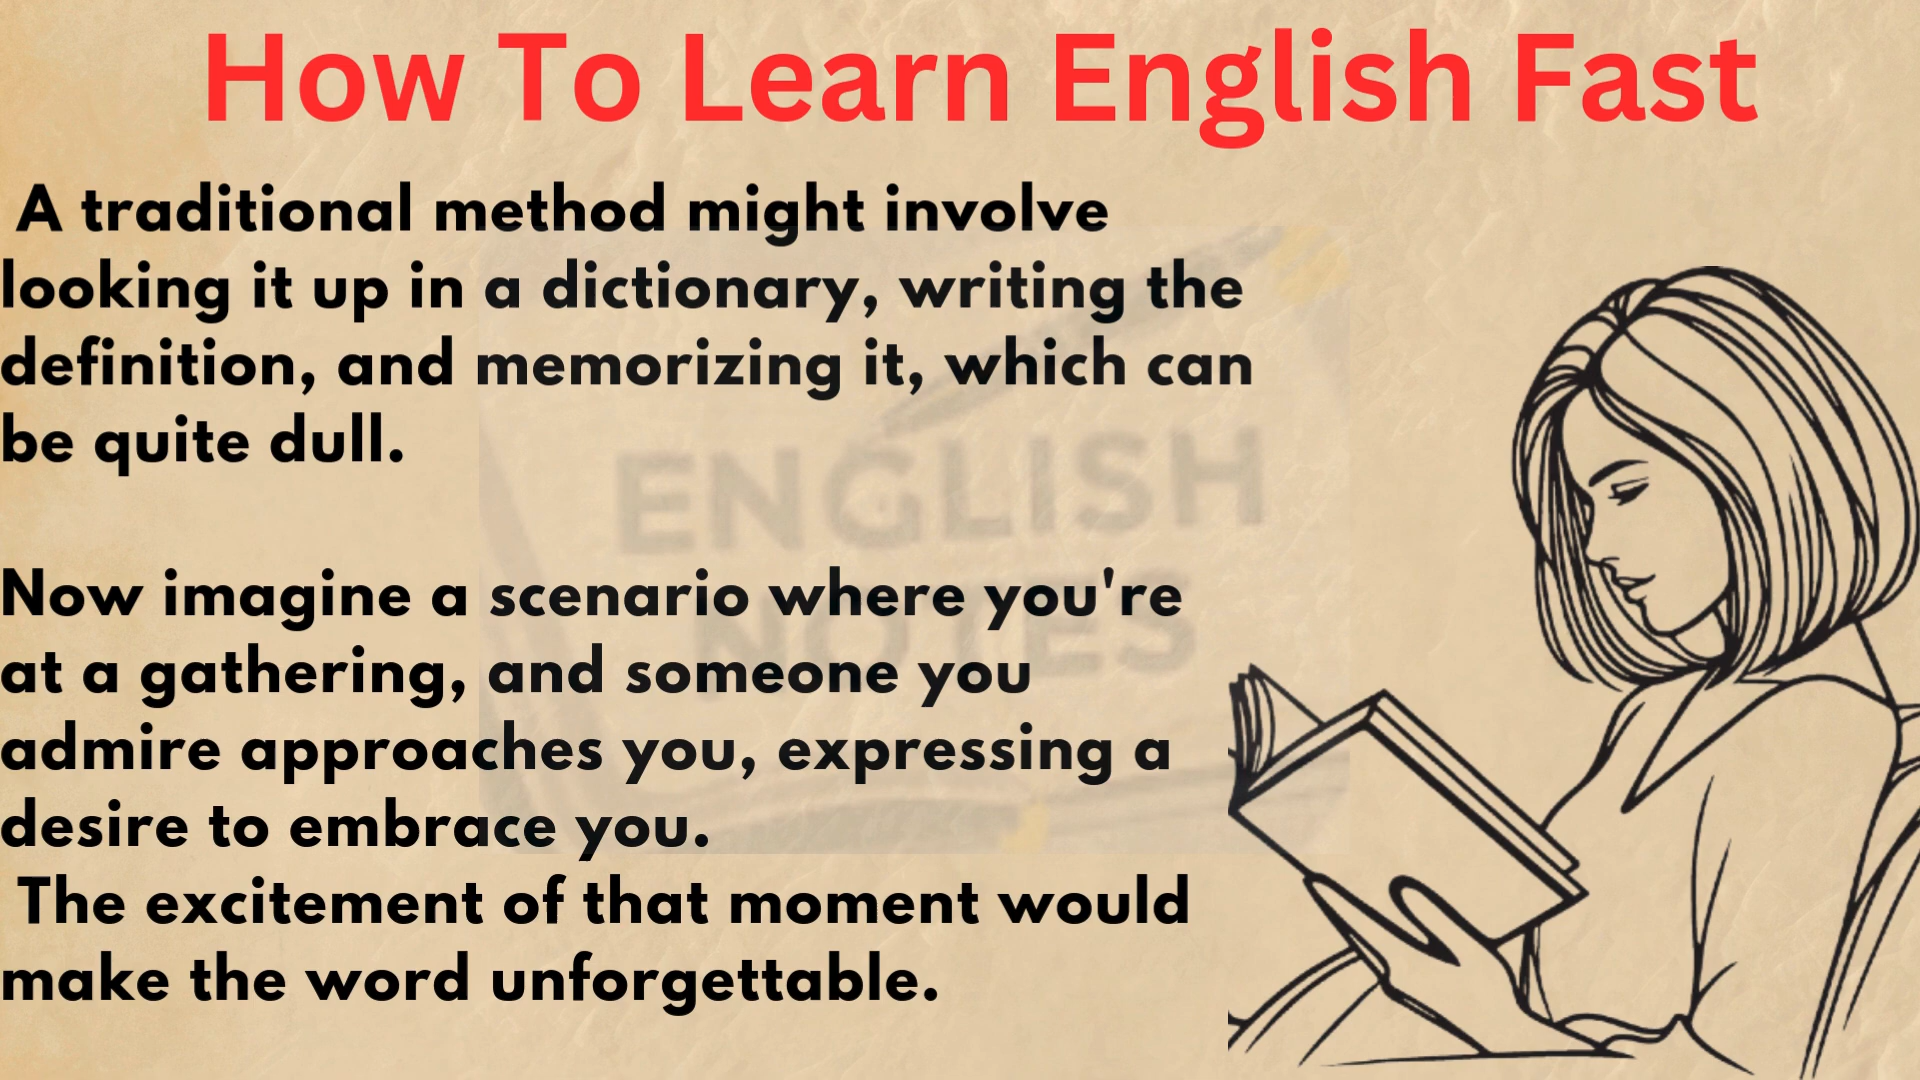 How To Learn English Fast
A traditional method might involve
looking it up in a dictionary, writing the
definition, and memorizing it, which can
be quite dull.
ENGLISH
NOTES
Now imagine a scenario where you're
at a gathering, and someone you
admire approaches you, expressing a
desire to embrace you.
The excitement of that moment would
make the word unforgettable.